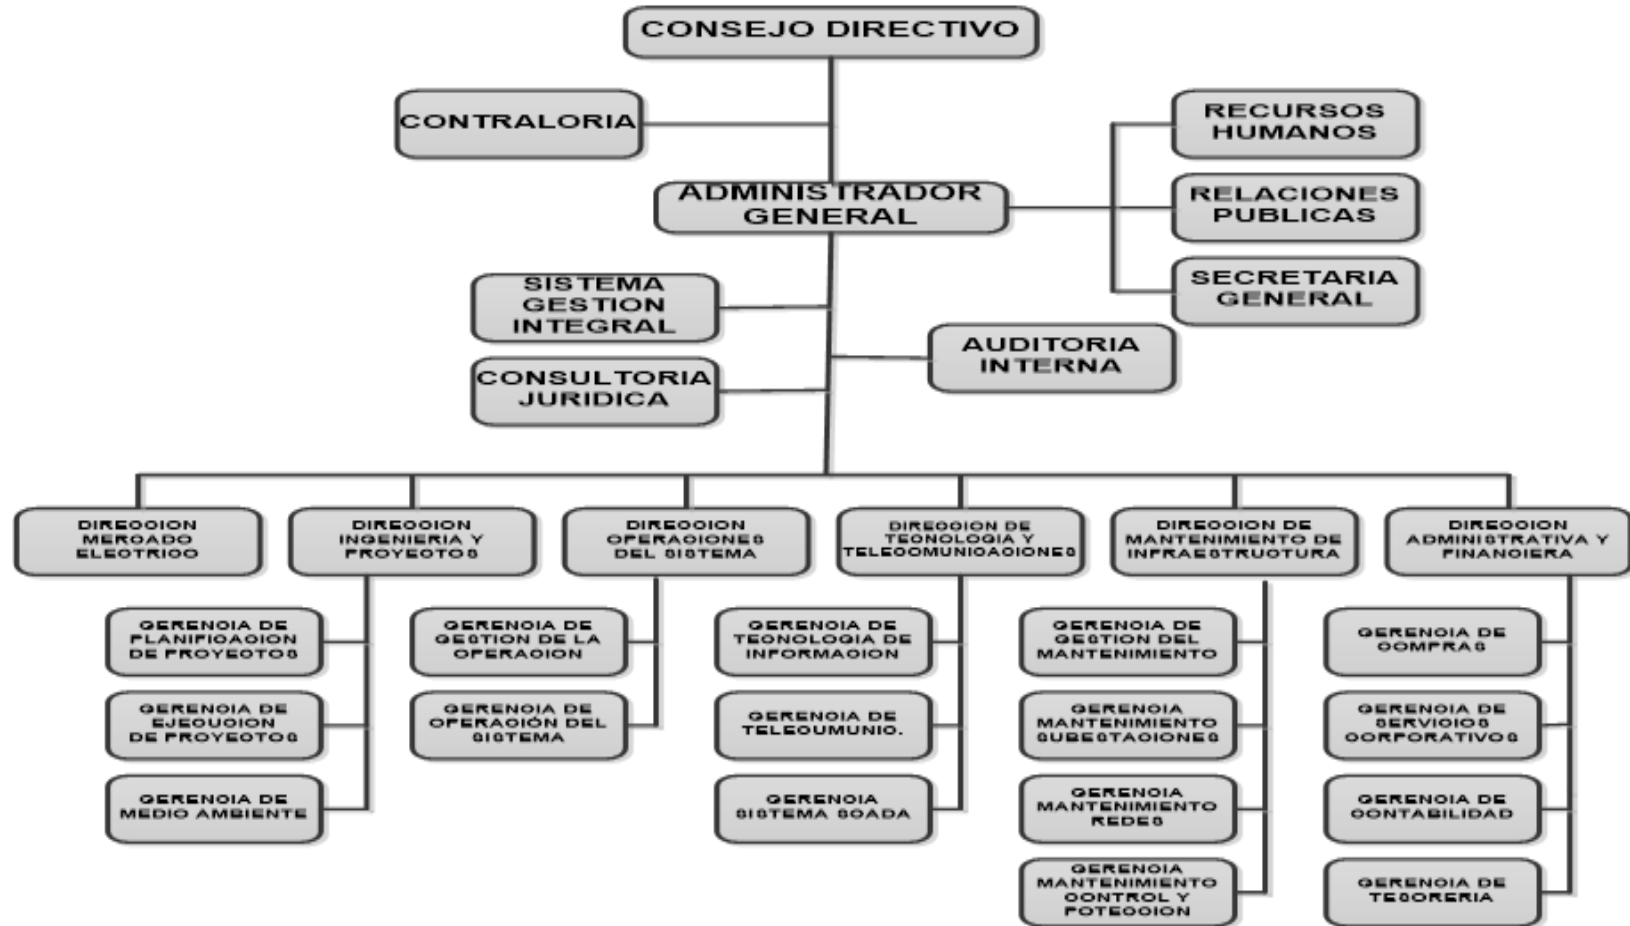 CONSEJO DIRECTIVO
CONTRALORIA
RECURSOS
HUMANOS
ADMINISTRADOR
GENERAL
RELACIONES
PUBLICAS
SECRETARIA
GENERAL
SISTEMA
GESTION
INTEGRAL
AUDITORIA
INTERNA
CONSULTORIA
JURIDICA
DIRECCION
MERCADO
ELECTRICO
DIRECCION
INGENIERIA Y
PROYECTOS
DIRECCION
OPERACIONES
DEL SISTEMA
DIRECCION DE
TECNOLOGIA Y
TELECOMUNICACIONES
DIRECCION DE
MANTENIMIENTO DE
INFRAESTRUCTURA
DIRECCION
ADMINISTRATIVA Y
FINANCIERA
GERENCIA DE
PLANIFICACION
DE PROYECTOS
GERENCIA DE
EJECUCION
DE PROYECTOS
GERENCIA DE
MEDIO AMBIENTE
GERENCIA DE
GESTION DE LA
OPERACION
GERENCIA DE
OPERACIÓN DEL
SISTEMA
GERENCIA DE
TECNOLOGIA DE
INFORMACION
GERENCIA DE
TELECUMUNIC.
GERENCIA
SISTEMA SCADA
GERENCIA DE
GESTION DEL
MANTENIMIENTO
GERENCIA
MANTENIMIENTO
SUBESTACIONES
GERENCIA
MANTENIMIENTO
REDES
GERENCIA
MANTENIMIENTO
CONTROL Y
POTECCION
GERENCIA DE
COMPRAS
GERENCIA DE
SERVICIOS
CORPORATIVOS
GERENCIA DE
CONTABILIDAD
GERENCIA DE
TESORERIA